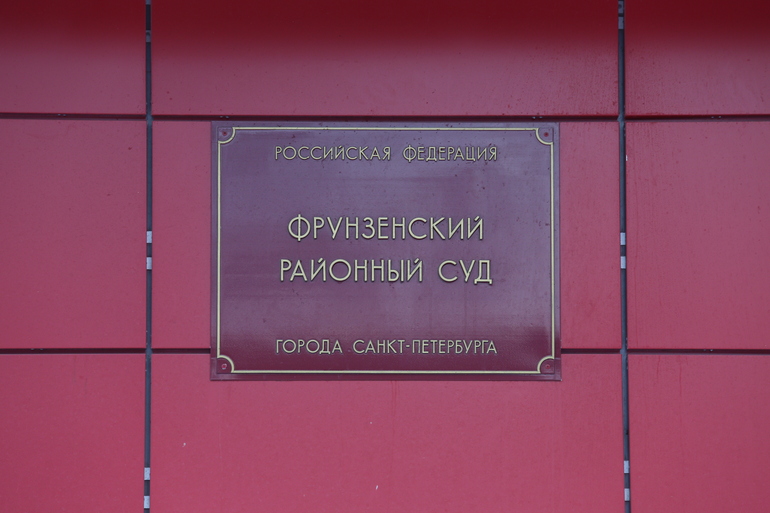 РОССИЙСКАЯ ФЕДЕРАЦИЯ
ФРУНЗЕНСКИЙ
РАЙОННЫЙ СУД
ГОРОДА САНКТ-ПЕТЕРБУРГА